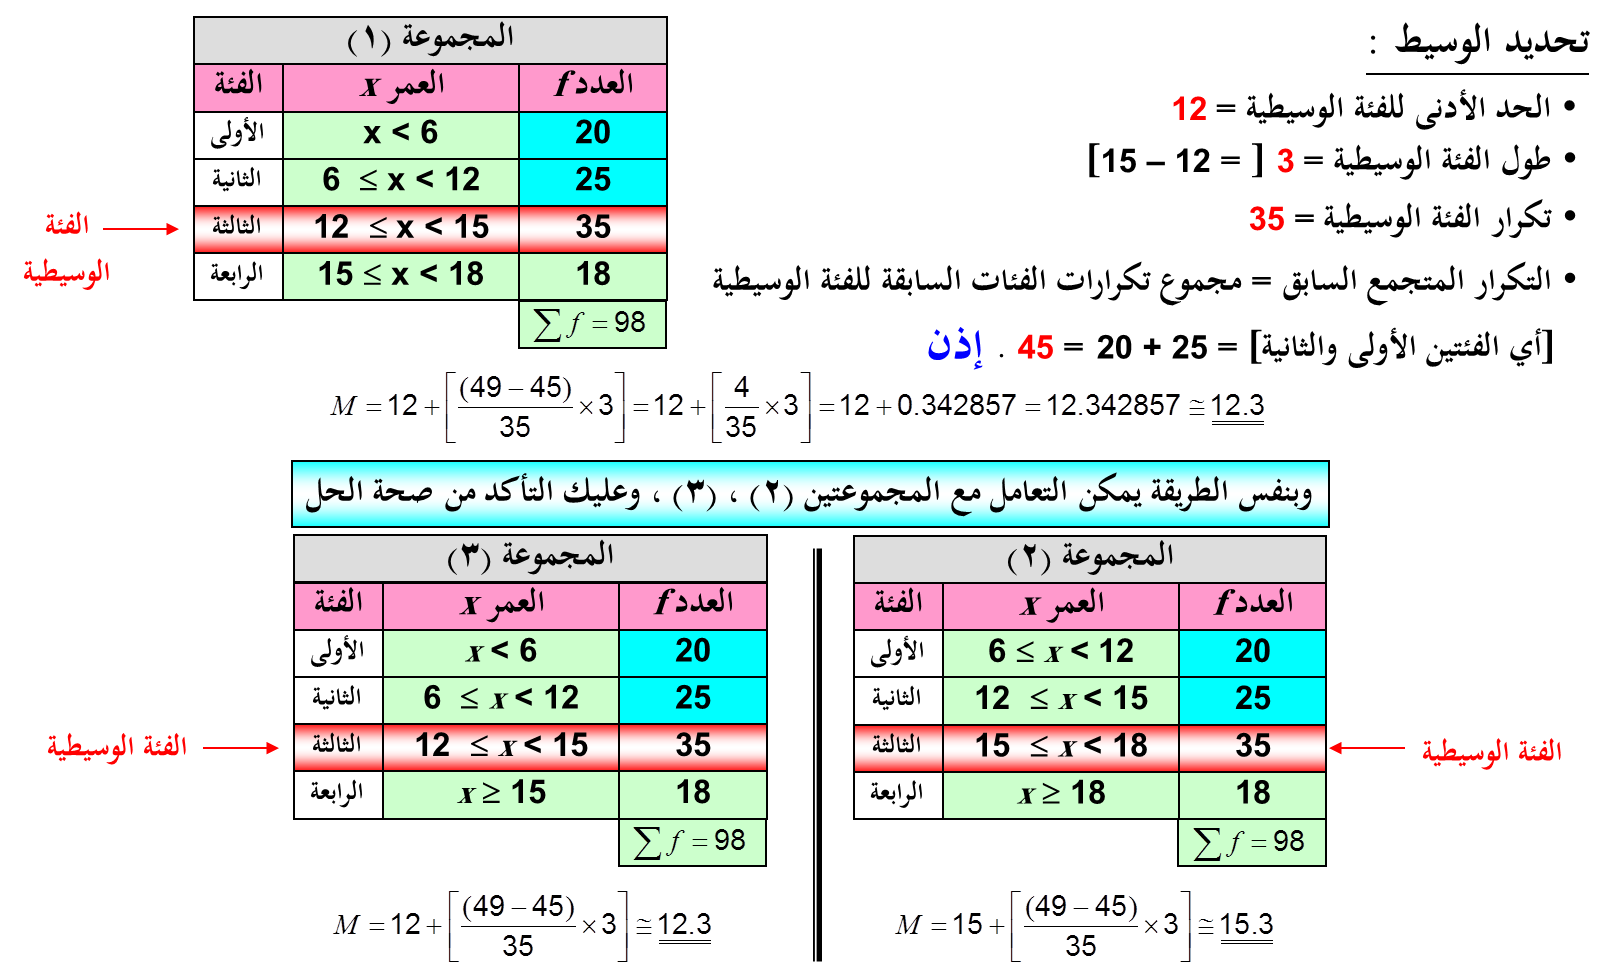 تحديد الوسيط :
• الحد الأدنى للفئة الوسيطية = 12
• طول الفئة الوسيطية = 3 [ = 12 – 15]
• تكرار الفئة الوسيطية = 35
• التكرار المتجمع السابق = مجموع تكرارات الفئات السابقة للفئة الوسيطية
[أي الفئتين الأولى والثانية] = 25 + 20 = 45 . إذن
المجموعة (١)
الفئة العمر x العدد f
الأولى x < 6 20
الثانية 6 ≤ x < 12 25
الثالثة 12 ≤ x < 15 35
الرابعة 15 ≤ x < 18 18
∑ f = 98
الفئة
الوسيطية
M = 12 + [(49 – 45)/35 × 3] = 12 + [4/35 × 3] = 12 + 0.342857 = 12.342857 ≅ 12.3
وبنفس الطريقة يمكن التعامل مع المجموعتين (٢) ، (٣) ، وعليك التأكد من صحة الحل
المجموعة (٢)
الفئة العمر x العدد f
الأولى 6 ≤ x < 12 20
الثانية 12 ≤ x < 15 25
الثالثة 15 ≤ x < 18 35
الرابعة x ≥ 18 18
∑ f = 98
الفئة الوسيطية
M = 15 + [(49 – 45)/35 × 3] ≅ 15.3
المجموعة (٣)
الفئة العمر x العدد f
الأولى x < 6 20
الثانية 6 ≤ x < 12 25
الثالثة 12 ≤ x < 15 35
الرابعة x ≥ 15 18
∑ f = 98
الفئة الوسيطية
M = 12 + [(49 – 45)/35 × 3] ≅ 12.3